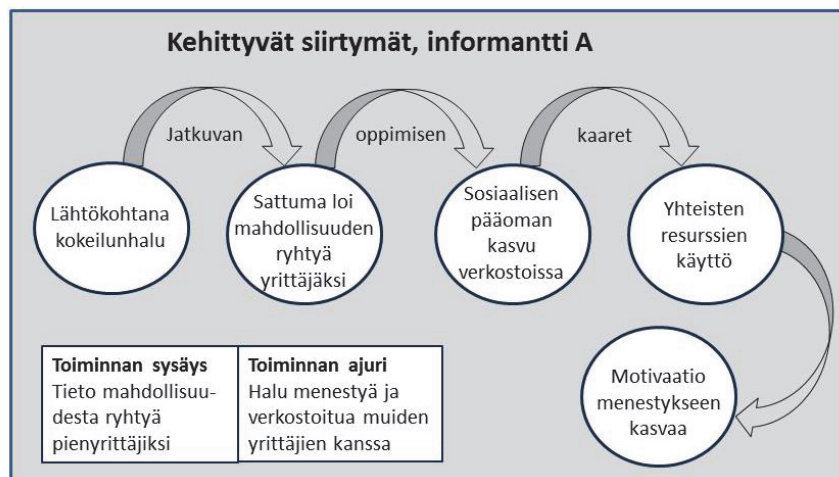 Kehittyvät siirtymät, informantti A
Jatkuvan
oppimisen
kaaret
Lähtökohtana
kokeilunhalu
Sattuma loi
mahdollisuuden
ryhtyä
yrittäjäksi
Sosiaalisen
pääoman
kasvu
verkostoissa
Yhteisten
resurssien
käyttö
Motivaatio
menestykseen
kasvaa
Toiminnan sysäys
Tieto mahdollisuu-
desta ryhtyä
pienyrittäjiksi
Toiminnan ajuri
Halu menestyä ja
verkostoitua muiden
yrittäjien kanssa